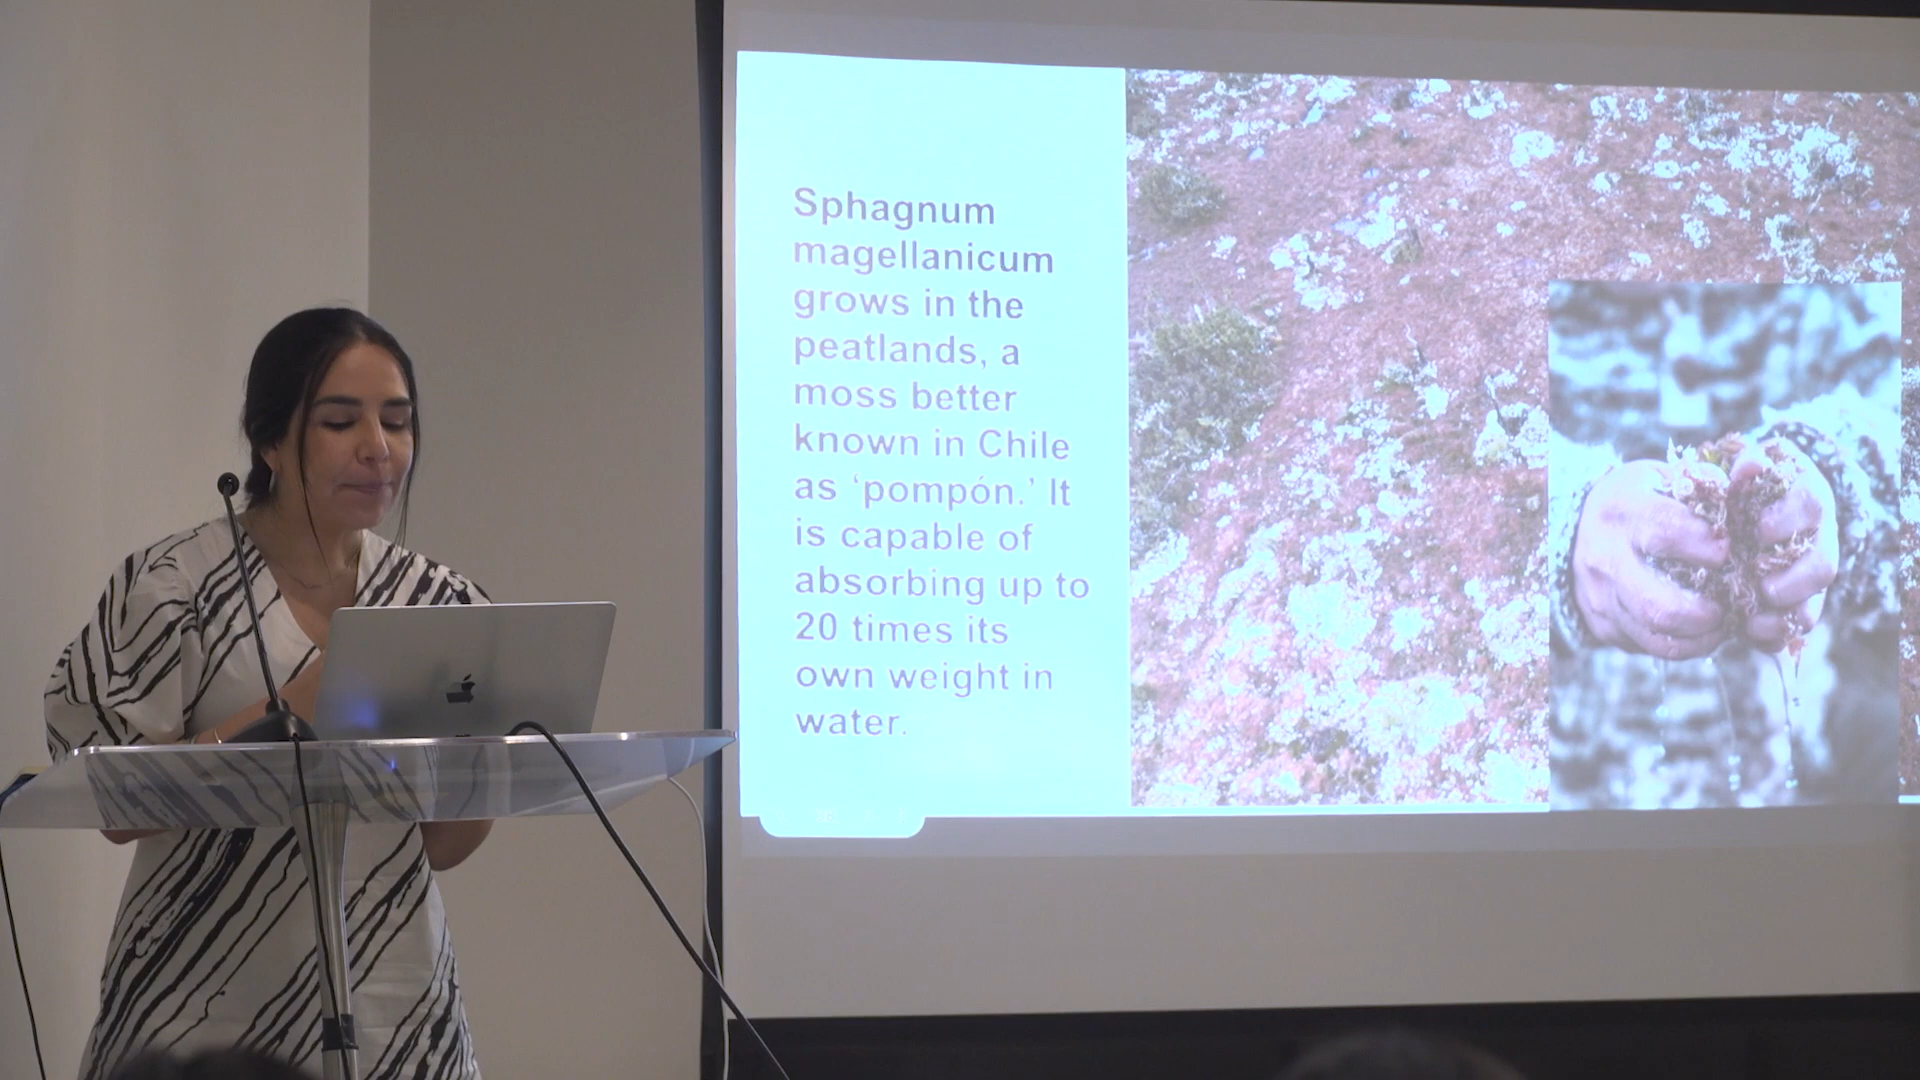 Sphagnum
magellanicum
grows in the
peatlands, a
moss better
known in Chile
as ‘pompón.’ It
is capable of
absorbing up to
20 times its
own weight in
water.